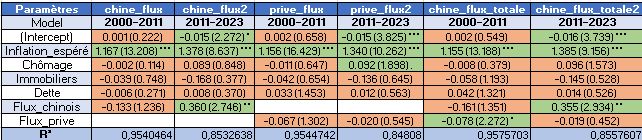 Paramètres chine_flux chine_flux2 prive_flux prive_flux2 chine_flux_totale chine_flux_totale2
Model 2000-2011 2011-2023 2000-2011 2011-2023 2000-2011 2011-2023
(Intercept) 0.001 (0.222) -0.015 (2.272)* 0.002 (0.658) -0.015 (3.825)*** 0.002 (0.549) -0.016 (3.739)***
Inflation_espéré 1.167 (13.208)*** 1.378 (8.637)*** 1.156 (16.429)*** 1.340 (10.262)*** 1.155 (13.188)*** 1.385 (9.156)***
Chômage -0.002 (0.114) 0.089 (0.848) -0.011 (0.647) 0.092 (1.898). -0.008 (0.379) 0.096 (1.573)
Immobiliers -0.039 (0.748) -0.168 (0.377) -0.042 (0.654) -0.136 (0.645) -0.058 (1.193) -0.145 (0.528)
Dette -0.006 (0.271) 0.008 (0.370) 0.033 (1.453) 0.012 (0.563) 0.042 (1.321) 0.014 (0.526)
Flux_chinois -0.133 (1.236) 0.360 (2.746)** -0.161 (1.351) 0.355 (2.934)**
Flux_prive -0.067 (1.302) -0.020 (0.545) -0.078 (2.272)* -0.019 (0.452)
R² 0,9540464 0,8532638 0,9544742 0,84808 0,9575703 0,8557607